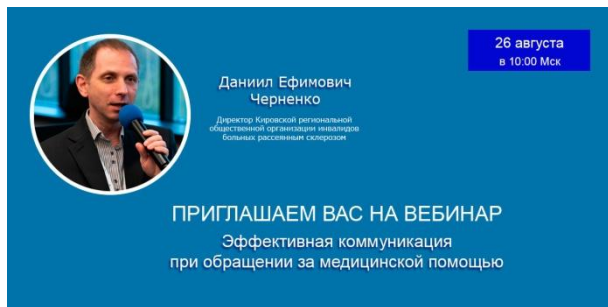 26 августа
в 10:00 Мск
Даниил Ефимович
Черненко
Директор Кировской региональной
общественной организации инвалидов
больных рассеянным склерозом
ПРИГЛАШАЕМ ВАС НА ВЕБИНАР
Эффективная коммуникация
при обращении за медицинской помощью